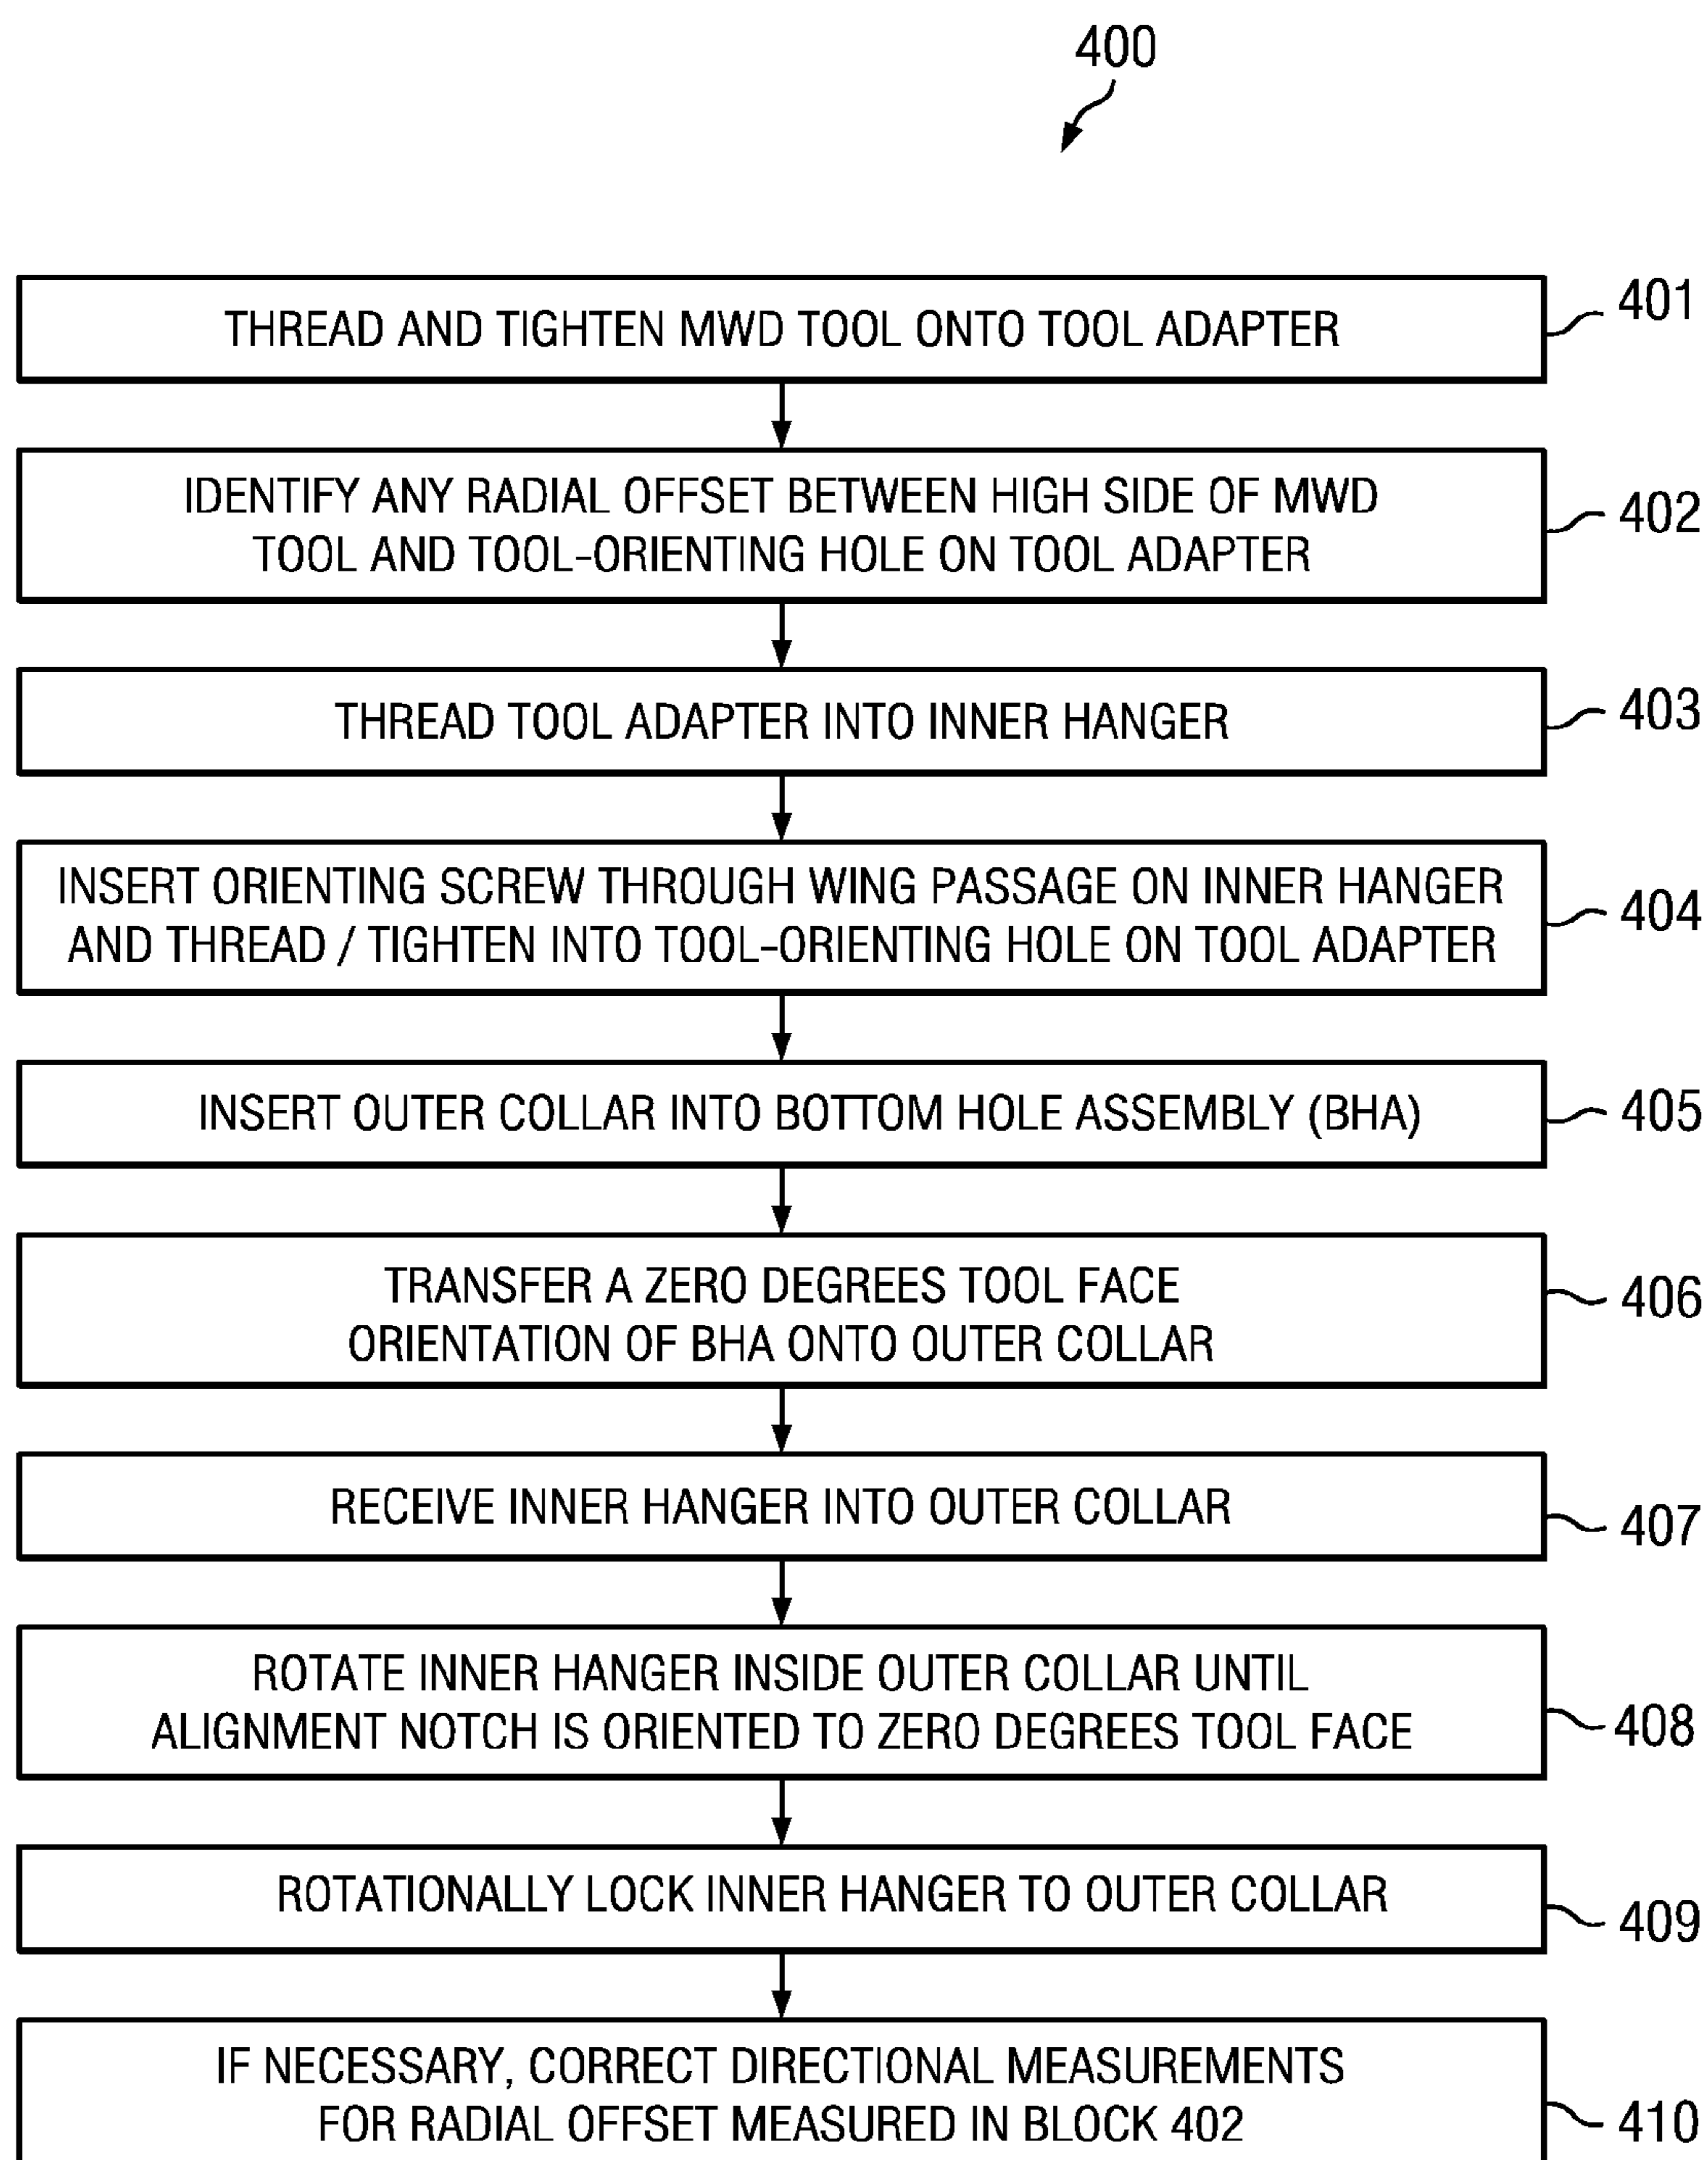 400
THREAD AND TIGHTEN MWD TOOL ONTO TOOL ADAPTER
401
IDENTIFY ANY RADIAL OFFSET BETWEEN HIGH SIDE OF MWD
TOOL AND TOOL-ORIENTING HOLE ON TOOL ADAPTER
402
THREAD TOOL ADAPTER INTO INNER HANGER
403
INSERT ORIENTING SCREW THROUGH WING PASSAGE ON INNER HANGER
AND THREAD / TIGHTEN INTO TOOL-ORIENTING HOLE ON TOOL ADAPTER
404
INSERT OUTER COLLAR INTO BOTTOM HOLE ASSEMBLY (BHA)
405
TRANSFER A ZERO DEGREES TOOL FACE
ORIENTATION OF BHA ONTO OUTER COLLAR
406
RECEIVE INNER HANGER INTO OUTER COLLAR
407
ROTATE INNER HANGER INSIDE OUTER COLLAR UNTIL
ALIGNMENT NOTCH IS ORIENTED TO ZERO DEGREES TOOL FACE
408
ROTATIONALLY LOCK INNER HANGER TO OUTER COLLAR
409
IF NECESSARY, CORRECT DIRECTIONAL MEASUREMENTS
FOR RADIAL OFFSET MEASURED IN BLOCK 402
410